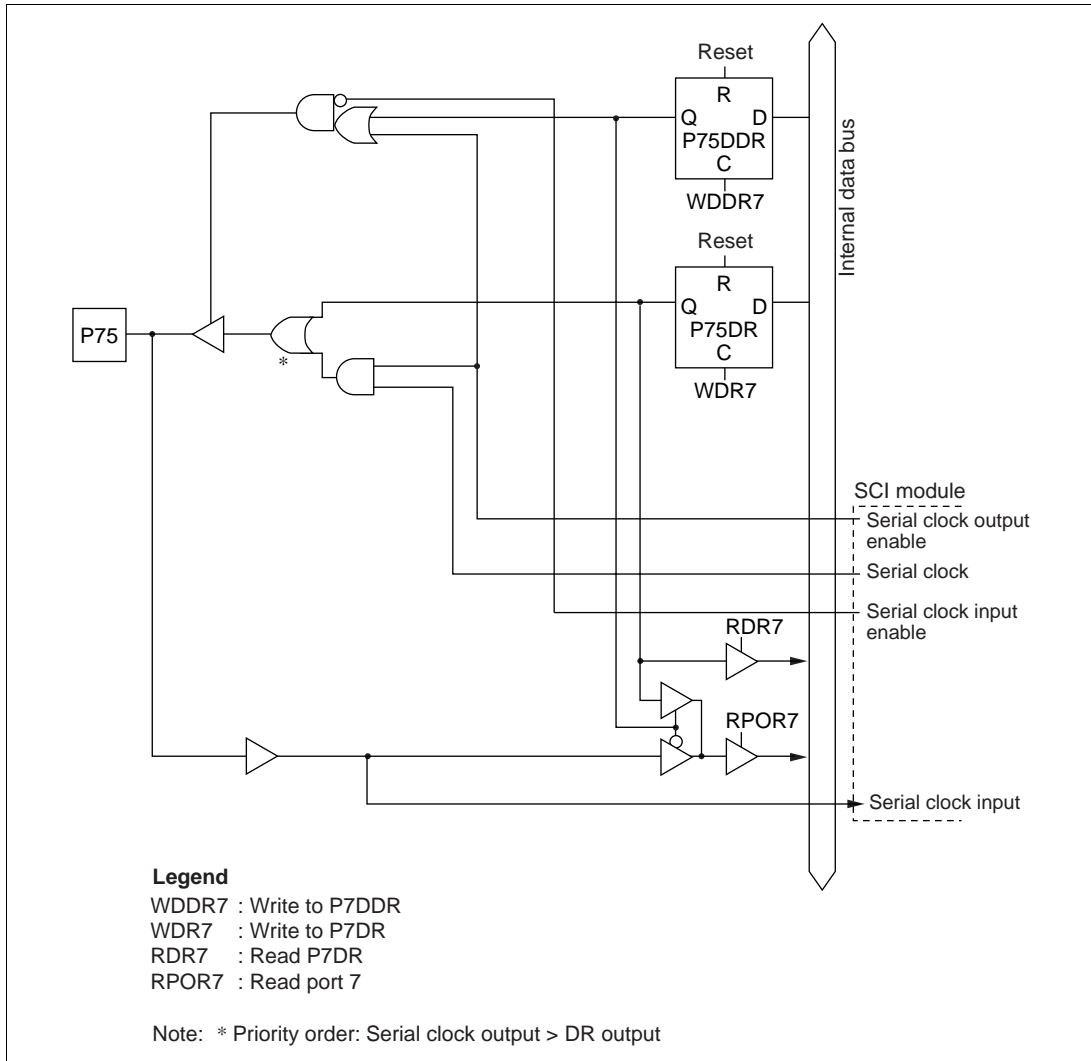 Reset
R
Q D
P75DDR
C
WDDR7
Internal data bus
Reset
R
Q D
P75DR
C
WDR7
P75
*
SCI module
Serial clock output
enable
Serial clock
Serial clock input
enable
RDR7
RPOR7
Serial clock input
Legend
WDDR7 : Write to P7DDR
WDR7 : Write to P7DR
RDR7 : Read P7DR
RPOR7 : Read port 7
Note: * Priority order: Serial clock output > DR output